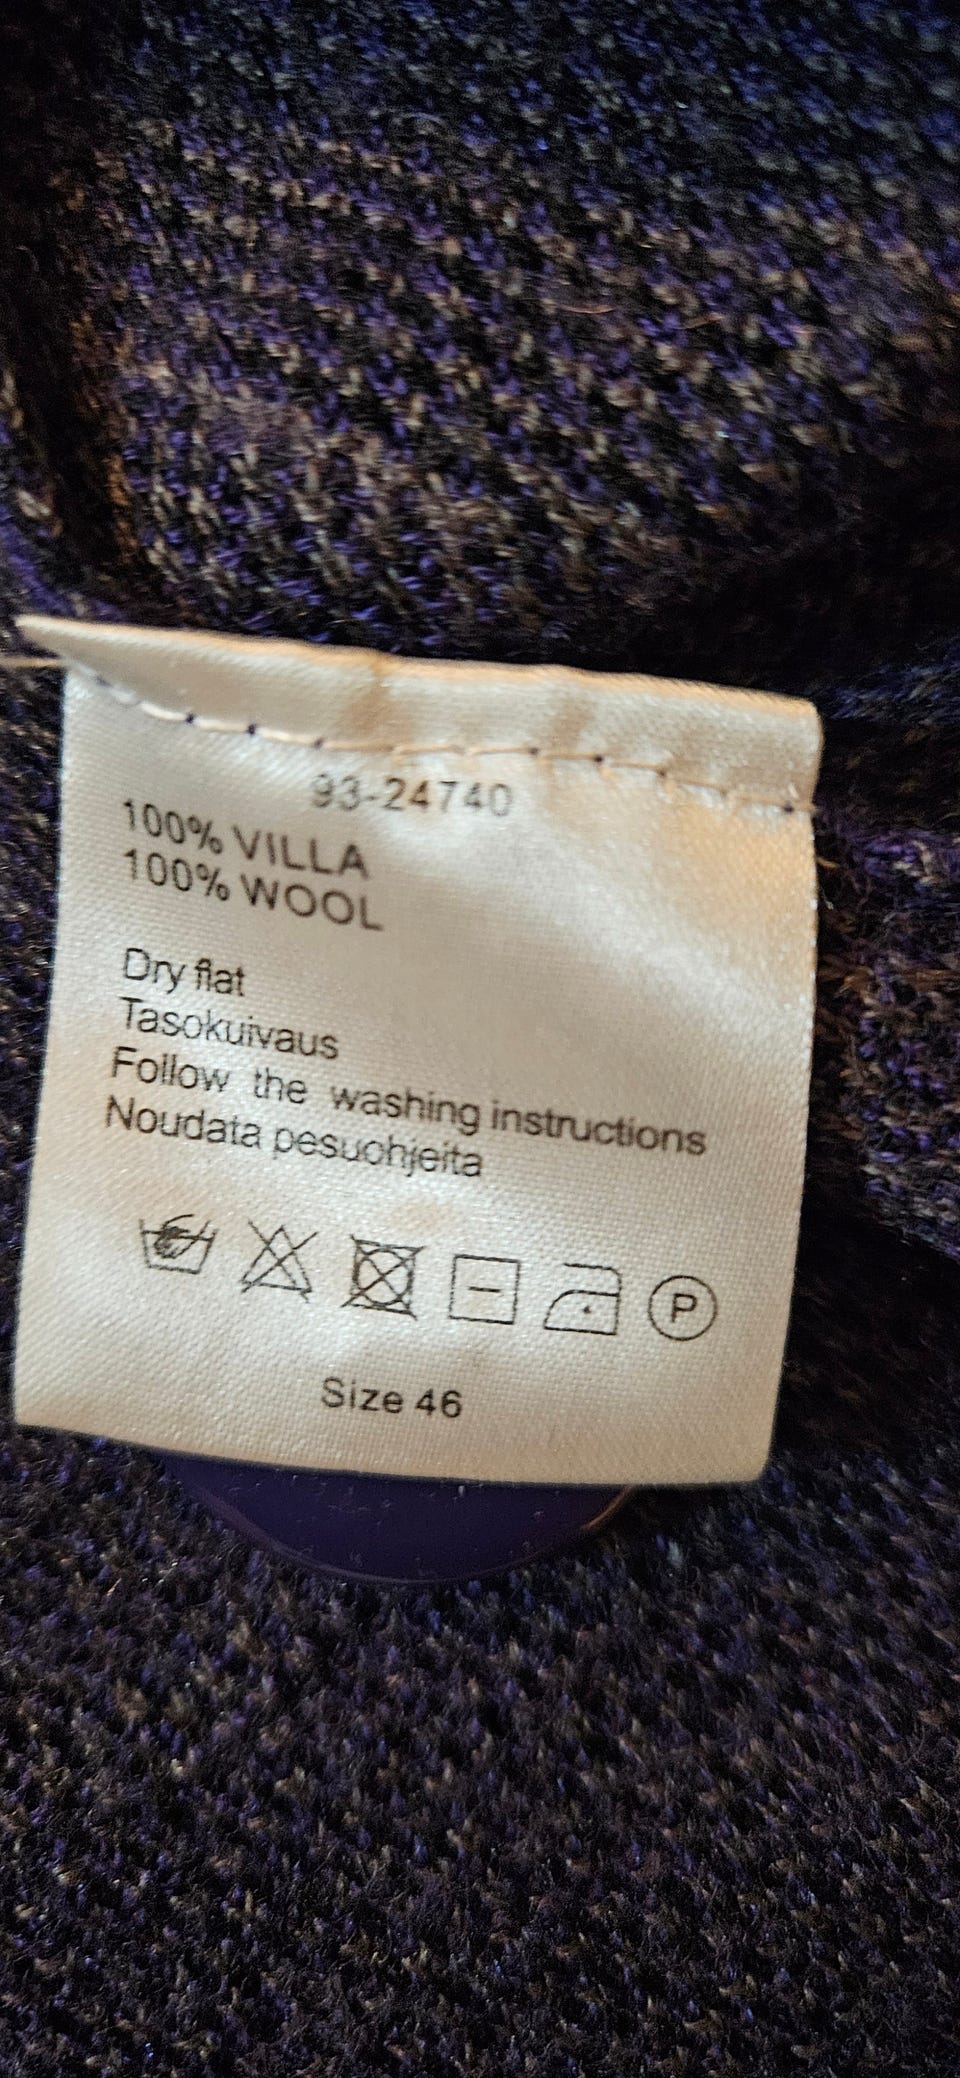 93-24740
100% VILLA
100% WOOL
Dry flat
Tasokuivaus
Follow the washing instructions
Noudata pesuohjeita
P
Size 46